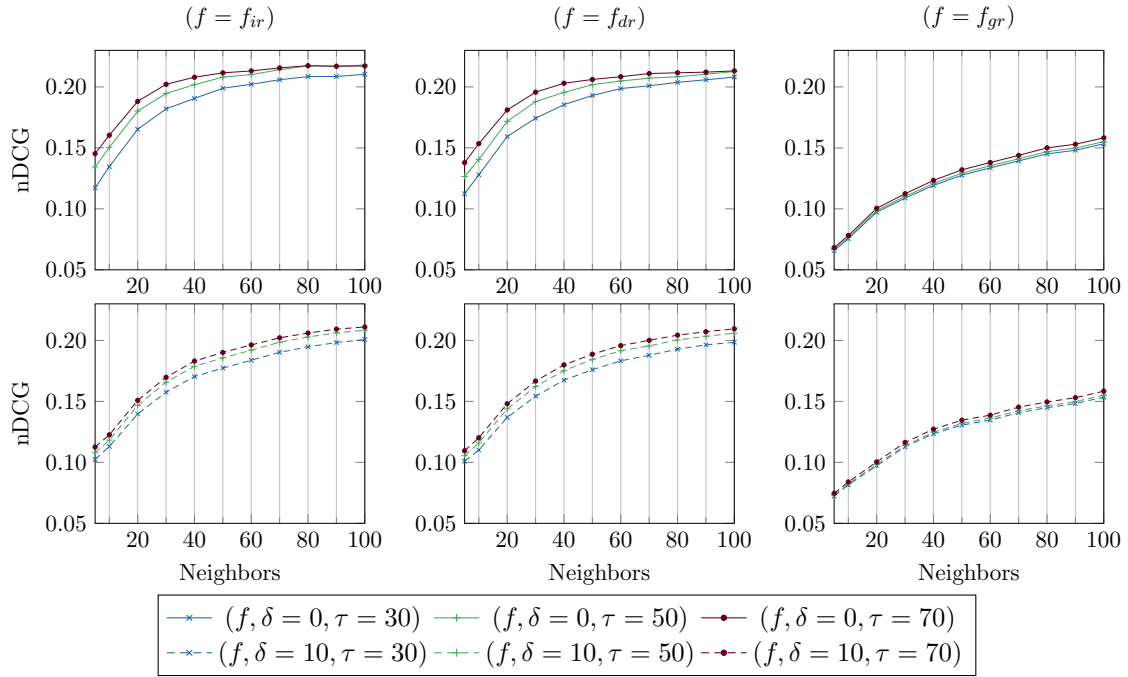 (f = f_ir) (f = f_dr) (f = f_gr)
nDCG
0.20 0.20 0.20
0.15 0.15 0.15
0.10 0.10 0.10
0.05 0.05 0.05
20 40 60 80 100 20 40 60 80 100 20 40 60 80 100
nDCG
0.20 0.20 0.20
0.15 0.15 0.15
0.10 0.10 0.10
0.05 0.05 0.05
20 40 60 80 100 20 40 60 80 100 20 40 60 80 100
Neighbors Neighbors Neighbors
(f, δ = 0, τ = 30) (f, δ = 0, τ = 50) (f, δ = 0, τ = 70)
(f, δ = 10, τ = 30) (f, δ = 10, τ = 50) (f, δ = 10, τ = 70)